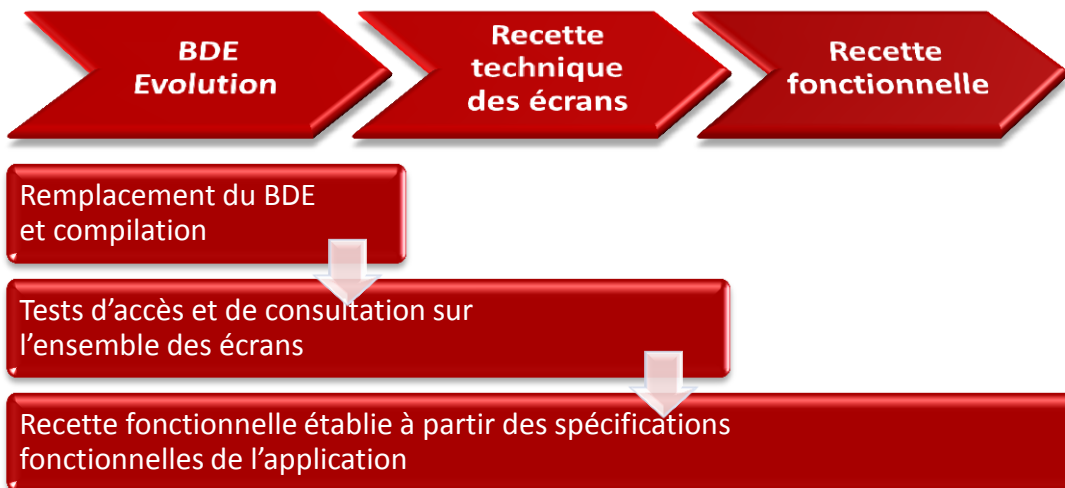 BDE
Evolution
Recette
technique
des écrans
Recette
fonctionnelle
Remplacement du BDE
et compilation
Tests d’accès et de consultation sur
l’ensemble des écrans
Recette fonctionnelle établie à partir des spécifications
fonctionnelles de l’application